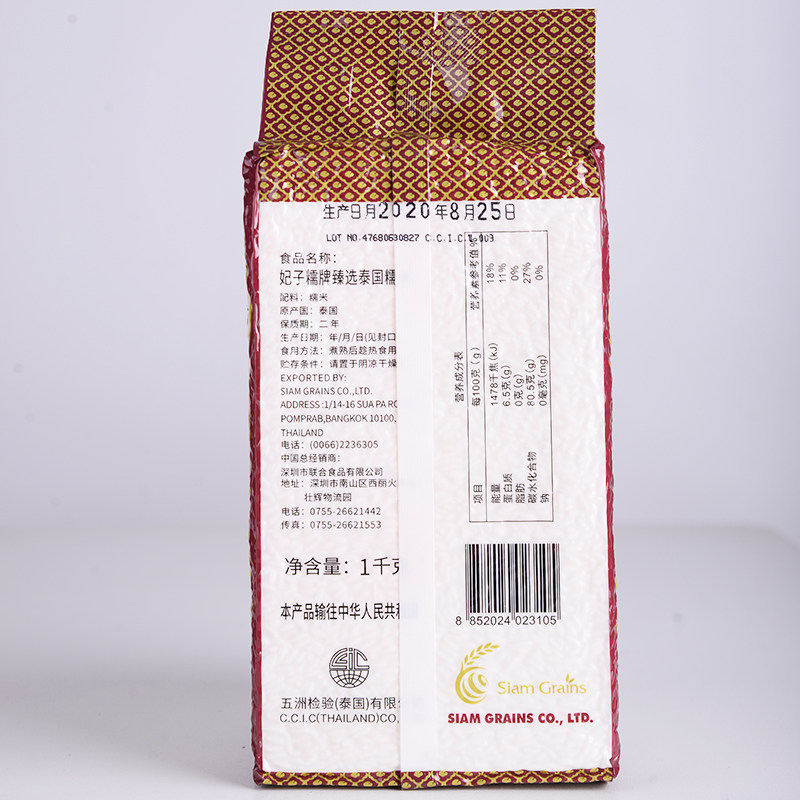 生产日月2020年8月25日
LOT NO.47680630827 C.C.I.C.T.003
食品名称：
妃子糯牌臻选泰国糯
配料：糯米
原产国：泰国
保质期：二年
生产日期：年/月/日(见封口
食用方法：煮熟后趁热食用
贮存条件：请置于阴凉干燥
EXPORTED BY:
SIAM GRAINS CO.,LTD.
ADDRESS :1/14-16 SUA PA RO
POMPRAB,BANGKOK 10100,
THAILAND
电话：(0066)2236305
中国总经销商：
深圳市联合食品有限公司
地址：深圳市南山区西丽火
壮辉物流园
电话：0755-26621442
传真：0755-26621553
净含量：1千克
本产品输往中华人民共和
CIC
五洲检验(泰国)有限公
C.C.I.C(THAILAND)CO,
营养成分表
项目 每100克(g) 营养素参考值%
能量 1478千焦(kJ) 18%
蛋白质 6.5克(g) 11%
脂肪 0克(g) 0%
碳水化合物 80.5克(g) 27%
钠 0毫克(mg) 0%
8 852024 023105
Siam Grains
SIAM GRAINS CO., LTD.